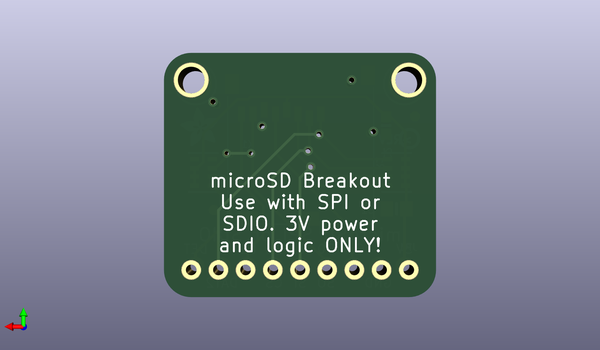 microSD Breakout
Use with SPI or
SDIO. 3V power
and logic ONLY!